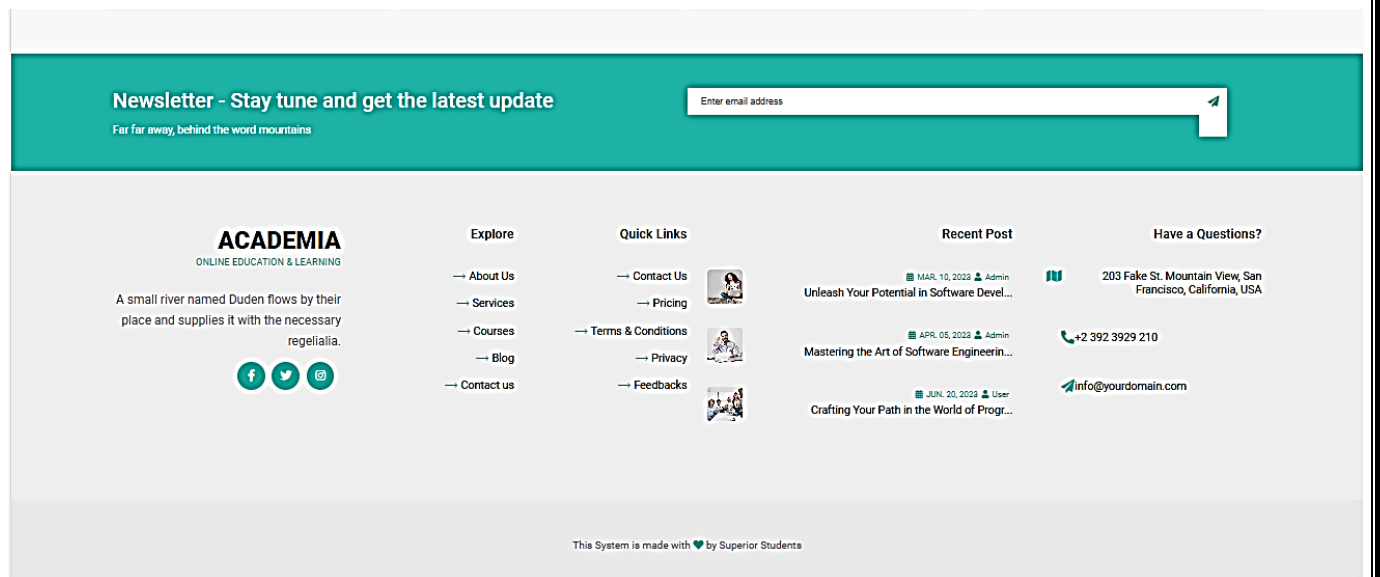 Newsletter - Stay tune and get the latest update
Far far away, behind the word mountains
Enter email address
ACADEMIA
ONLINE EDUCATION & LEARNING
A small river named Duden flows by their
place and supplies it with the necessary
regelialia.
Explore
→ About Us
→ Services
→ Courses
→ Blog
→ Contact us
Quick Links
→ Contact Us
→ Pricing
→ Terms & Conditions
→ Privacy
→ Feedbacks
Recent Post
MAR. 10, 2023 Admin
Unleash Your Potential in Software Devel...
APR. 05, 2023 Admin
Mastering the Art of Software Engineerin...
JUN. 20, 2023 User
Crafting Your Path in the World of Progr...
Have a Questions?
203 Fake St. Mountain View, San
Francisco, California, USA
+2 392 3929 210
info@yourdomain.com
This System is made with ♥ by Superior Students